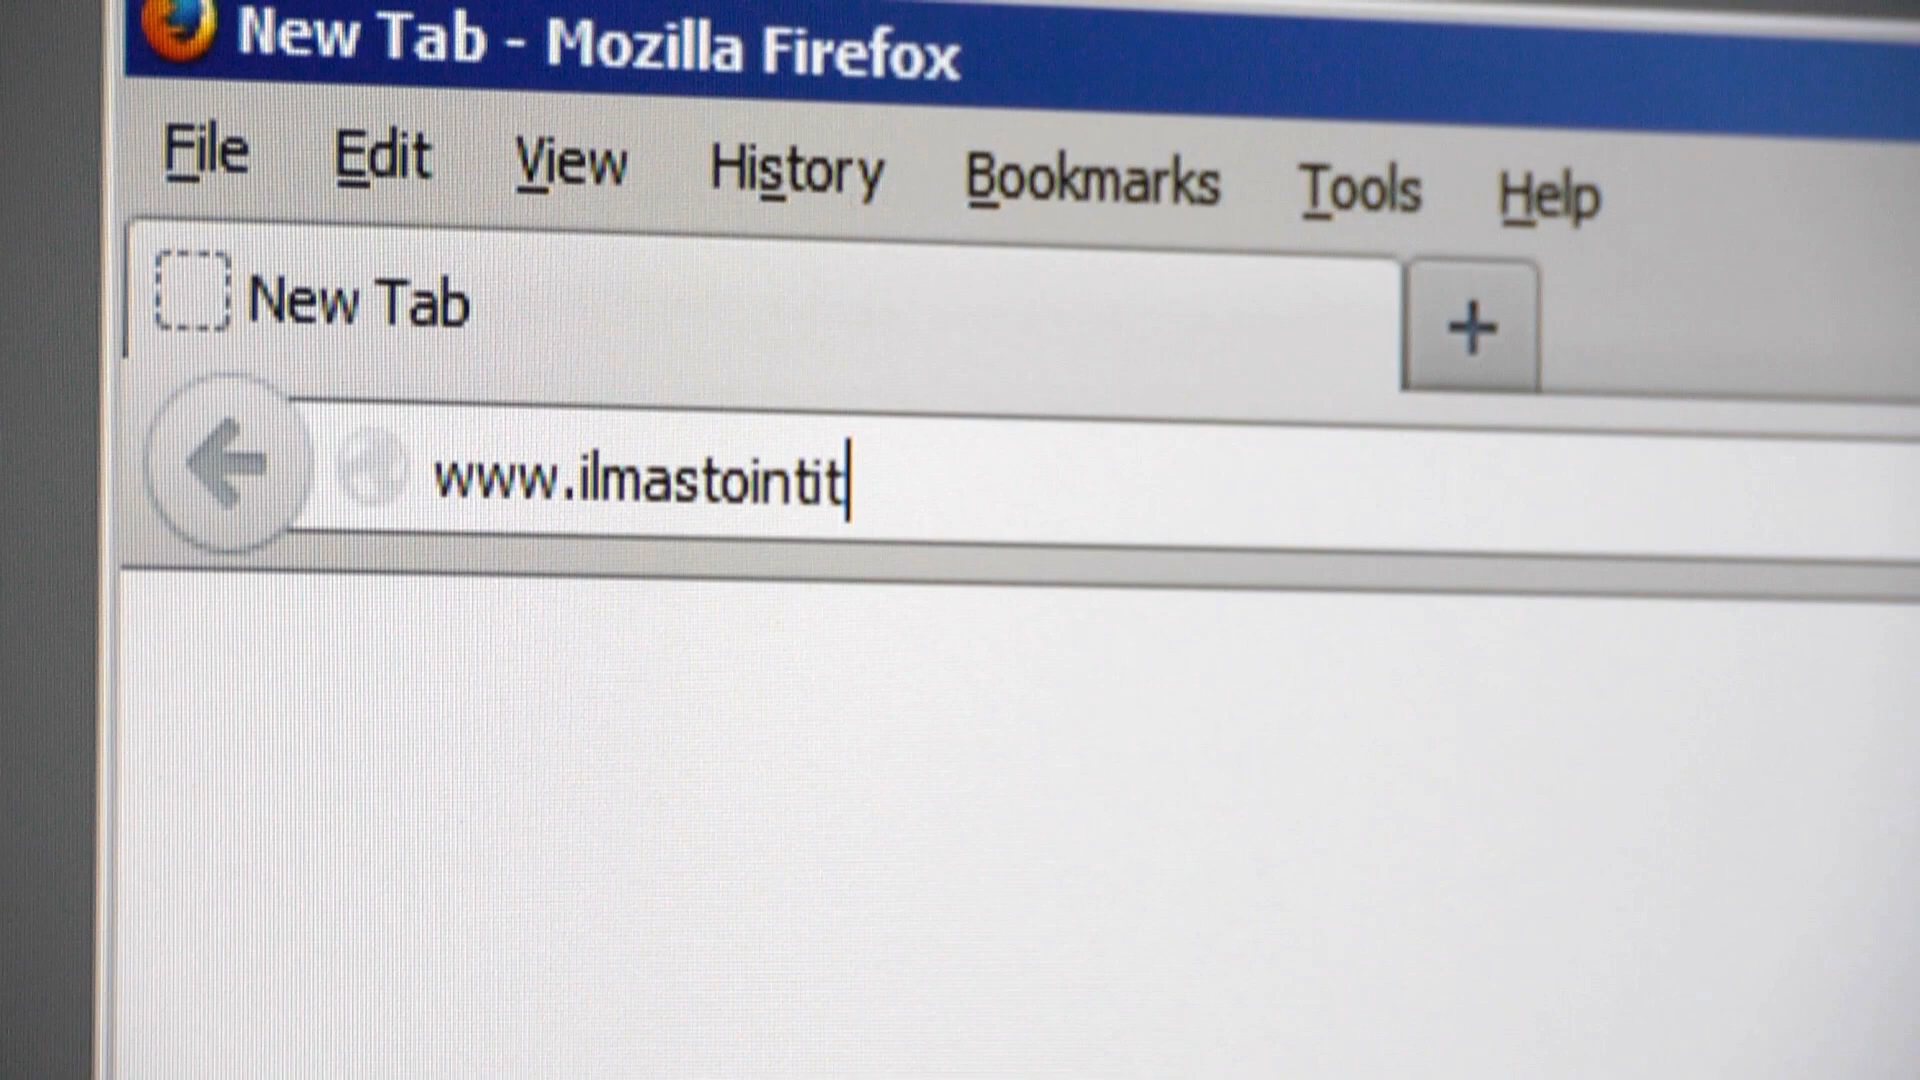 New Tab - Mozilla Firefox
File Edit View History Bookmarks Tools Help
New Tab +
www.ilmastointit